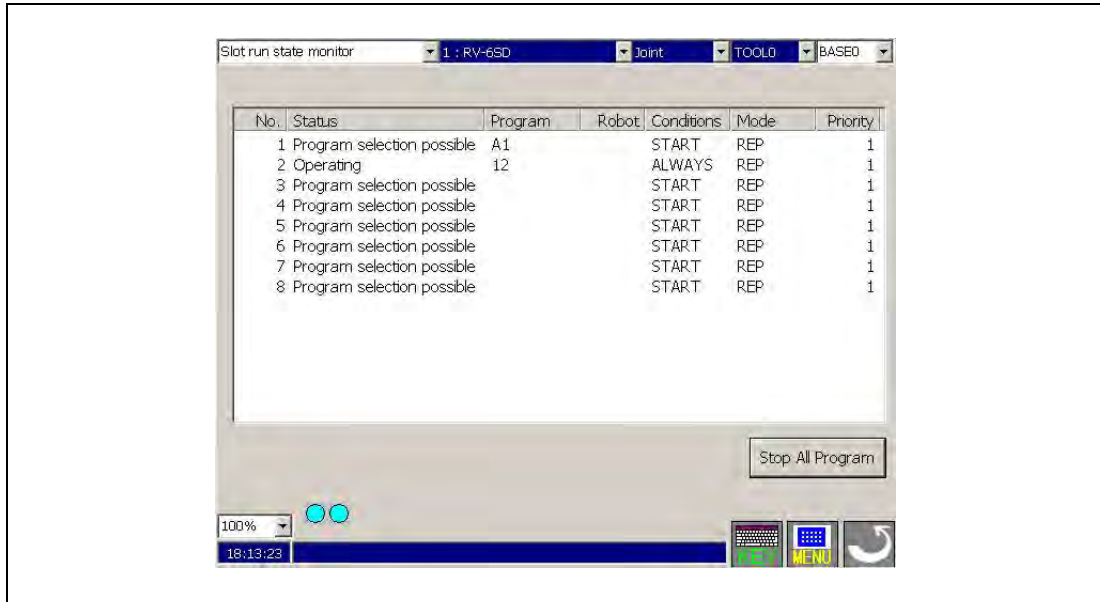 Slot run state monitor 1 : RV-6SD Joint TOOL0 BASE0
No. Status Program Robot Conditions Mode Priority
1 Program selection possible A1 START REP 1
2 Operating 12 ALWAYS REP 1
3 Program selection possible START REP 1
4 Program selection possible START REP 1
5 Program selection possible START REP 1
6 Program selection possible START REP 1
7 Program selection possible START REP 1
8 Program selection possible START REP 1
Stop All Program
100%
18:13:23
KEY MENU